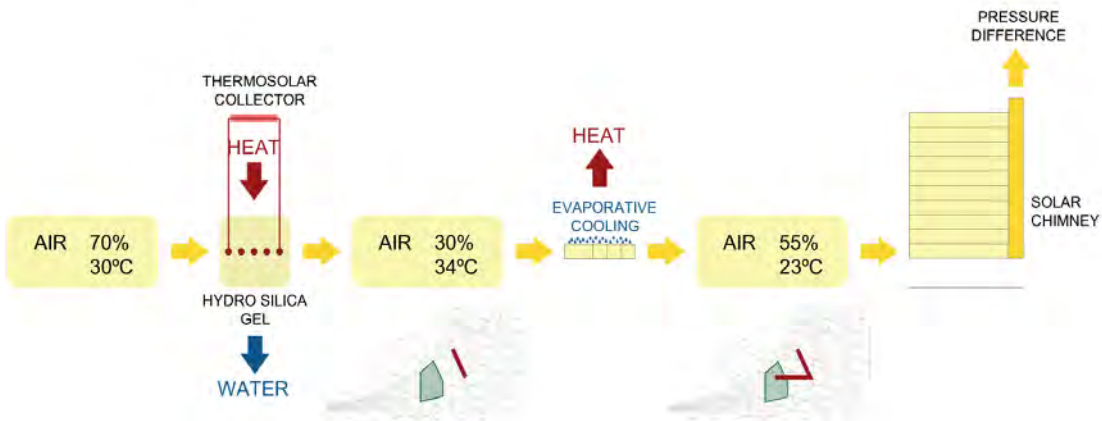 PRESSURE
DIFFERENCE
THERMOSOLAR
COLLECTOR
HEAT
HEAT
EVAPORATIVE
COOLING
SOLAR
CHIMNEY
AIR 70%
30ºC
AIR 30%
34ºC
AIR 55%
23ºC
HYDRO SILICA
GEL
WATER